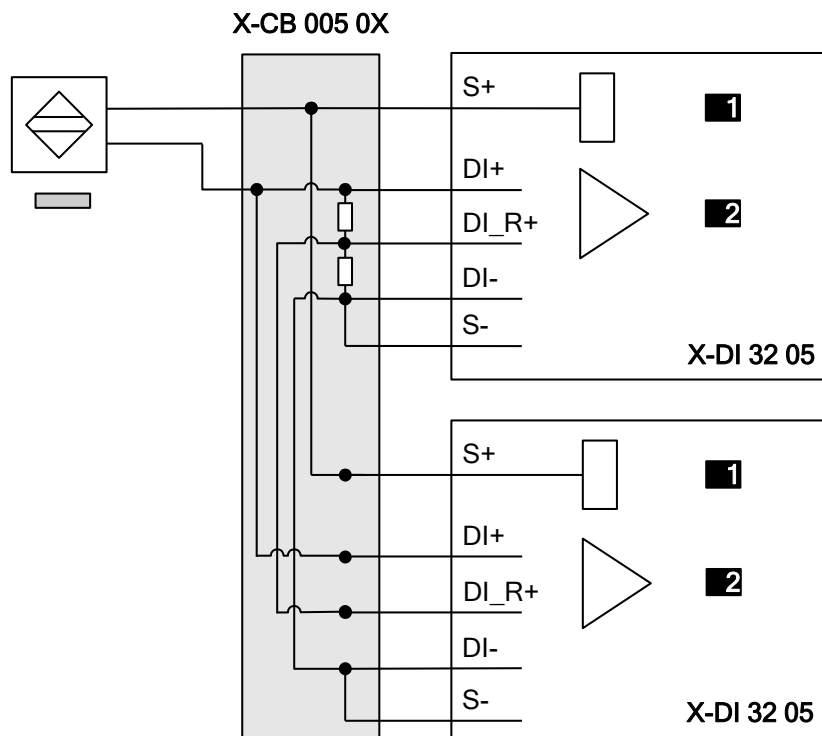 X-CB 005 0X
S+
1
DI+
2
DI_R+
DI-
S-
X-DI 32 05
S+
1
DI+
2
DI_R+
DI-
S-
X-DI 32 05